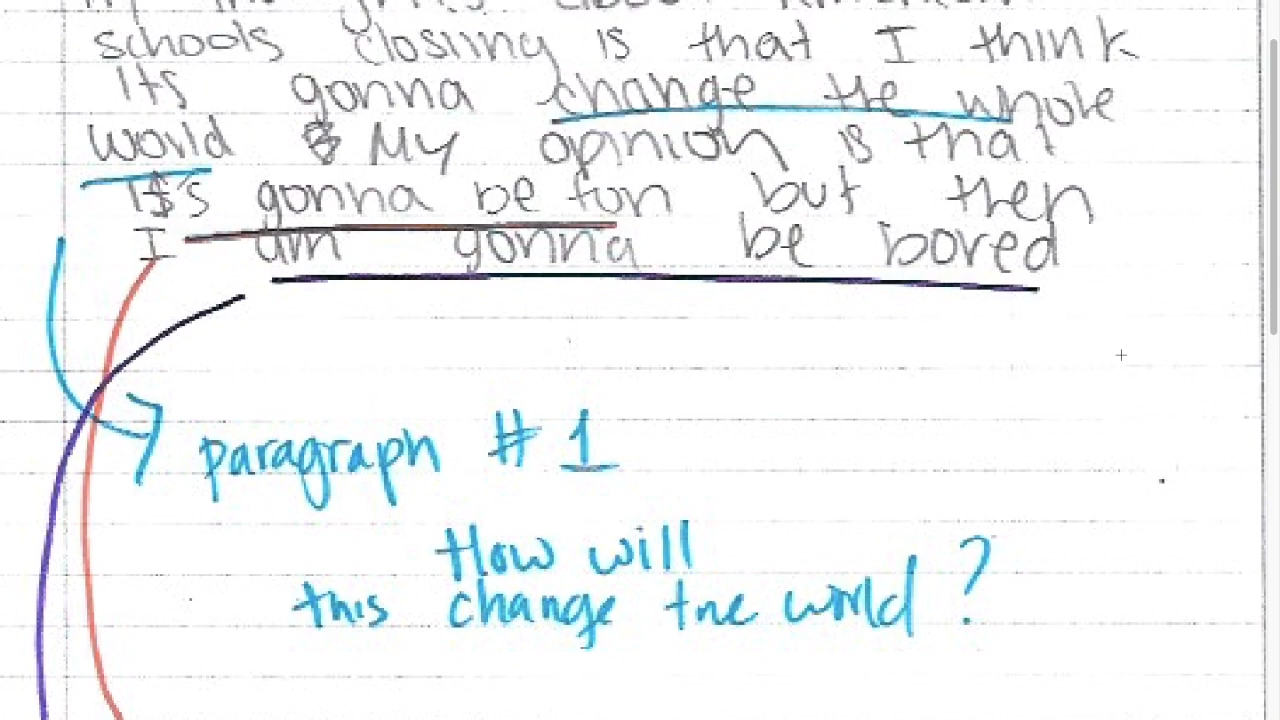 schools closiing is that I think
Its gonna change the whole
world My opinion is that
It's gonna be fun but then
I am gonna be bored
paragraph #1
How will
this change the world?